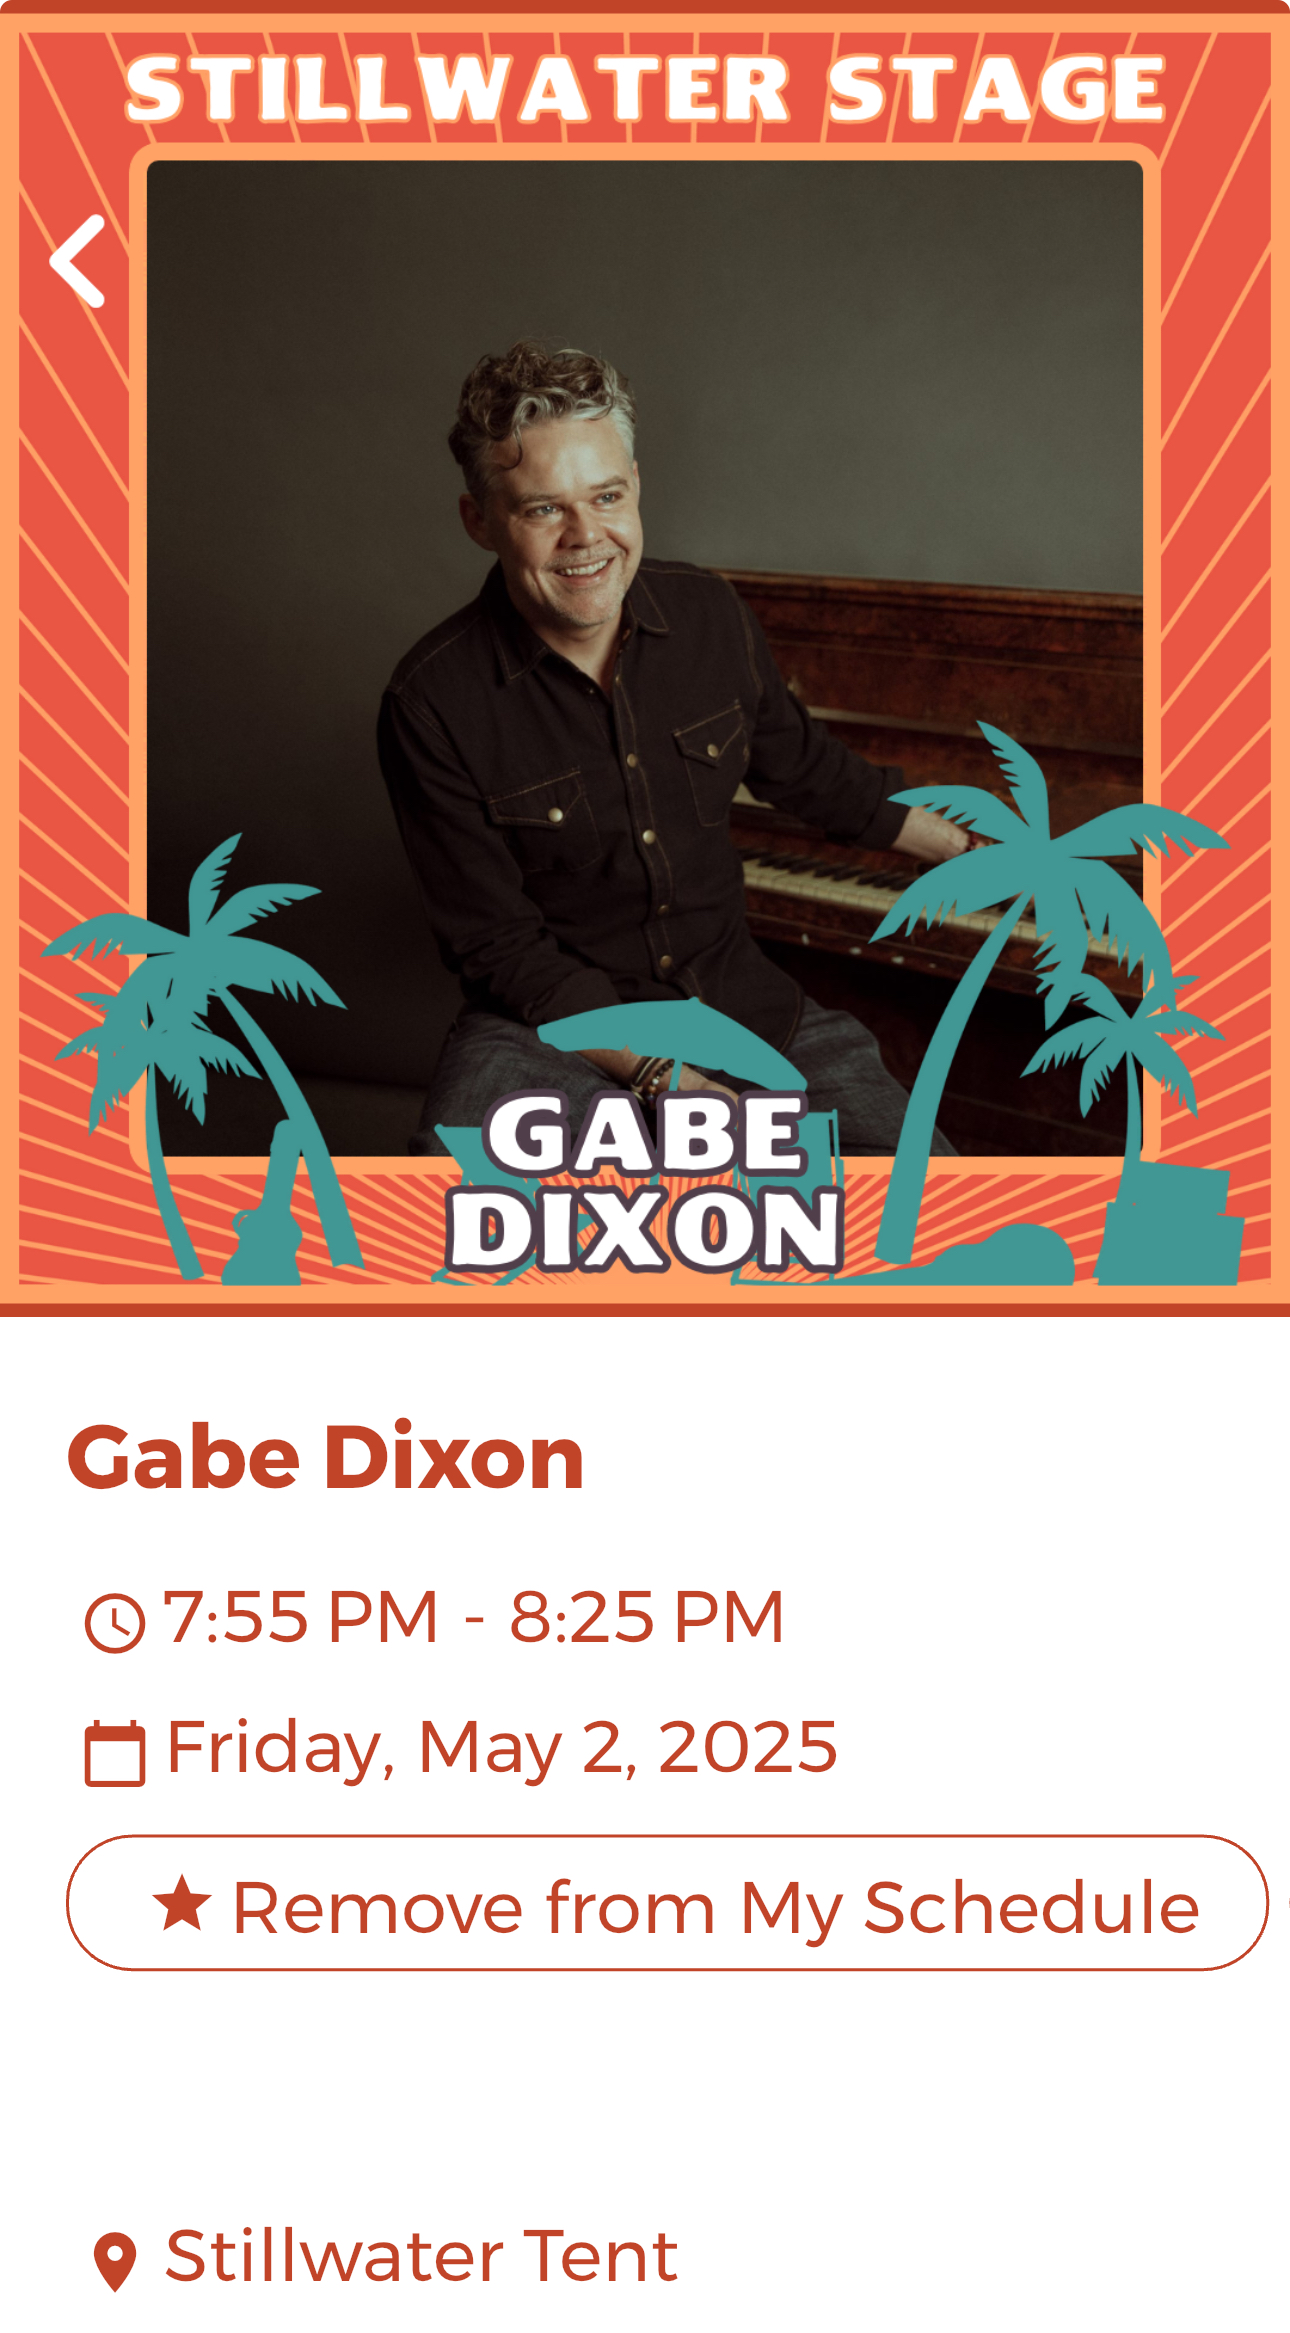 STILLWATER STAGE
GABE
DIXON
Gabe Dixon
7:55 PM - 8:25 PM
Friday, May 2, 2025
Remove from My Schedule
Stillwater Tent